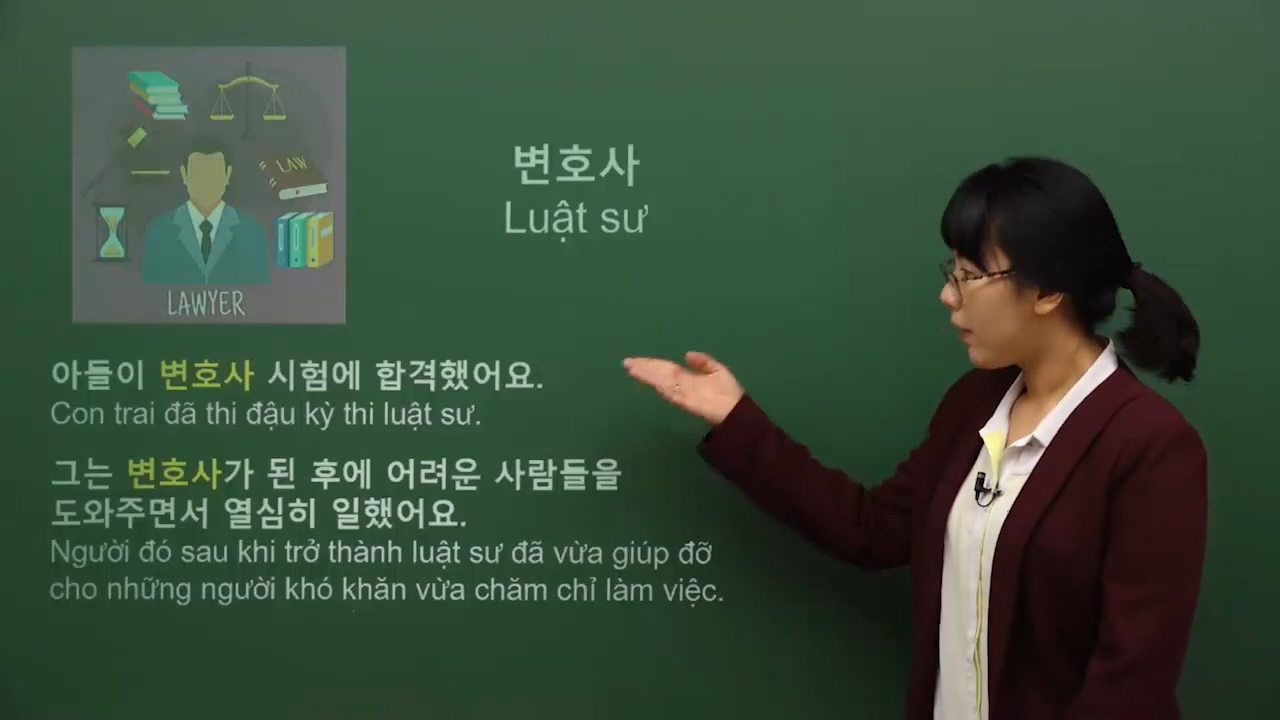 LAW
LAWYER
변호사
Luật sư
아들이 변호사 시험에 합격했어요.
Con trai đã thi đậu kỳ thi luật sư.
그는 변호사가 된 후에 어려운 사람들을
도와주면서 열심히 일했어요.
Người đó sau khi trở thành luật sư đã vừa giúp đỡ
cho những người khó khăn vừa chăm chỉ làm việc.